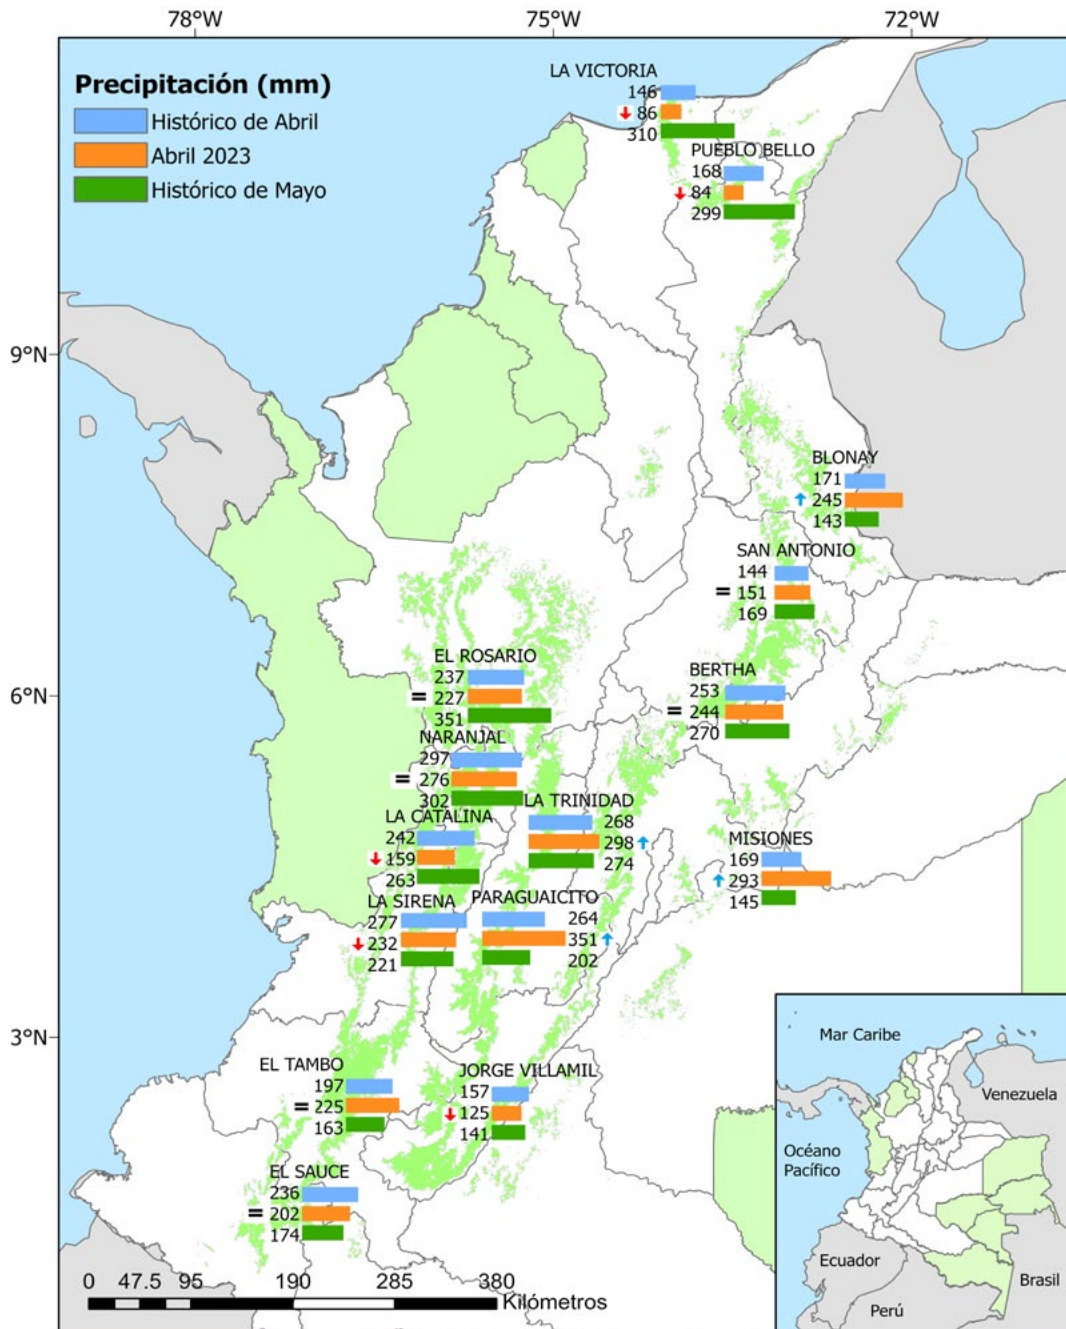 78°W
75°W
72°W
Precipitación (mm)
Histórico de Abril
Abril 2023
Histórico de Mayo
LA VICTORIA
146
86
310
PUEBLO BELLO
168
84
299
9°N
BLONAY
171
245
143
SAN ANTONIO
144
= 151
169
EL ROSARIO
237
= 227
351
BERTHA
253
= 244
270
6°N
NARANJAL
297
= 276
302
LA TRINIDAD
268
298
274
LA CATALINA
242
159
263
MISIONES
169
293
145
LA SIRENA
277
232
221
PARAGUAICITO
264
351
202
3°N
EL TAMBO
197
= 225
163
JORGE VILLAMIL
157
125
141
EL SAUCE
236
= 202
174
0 47.5 95 190 285 380
Kilómetros
Mar Caribe
Venezuela
Océano
Pacífico
Ecuador
Brasil
Perú